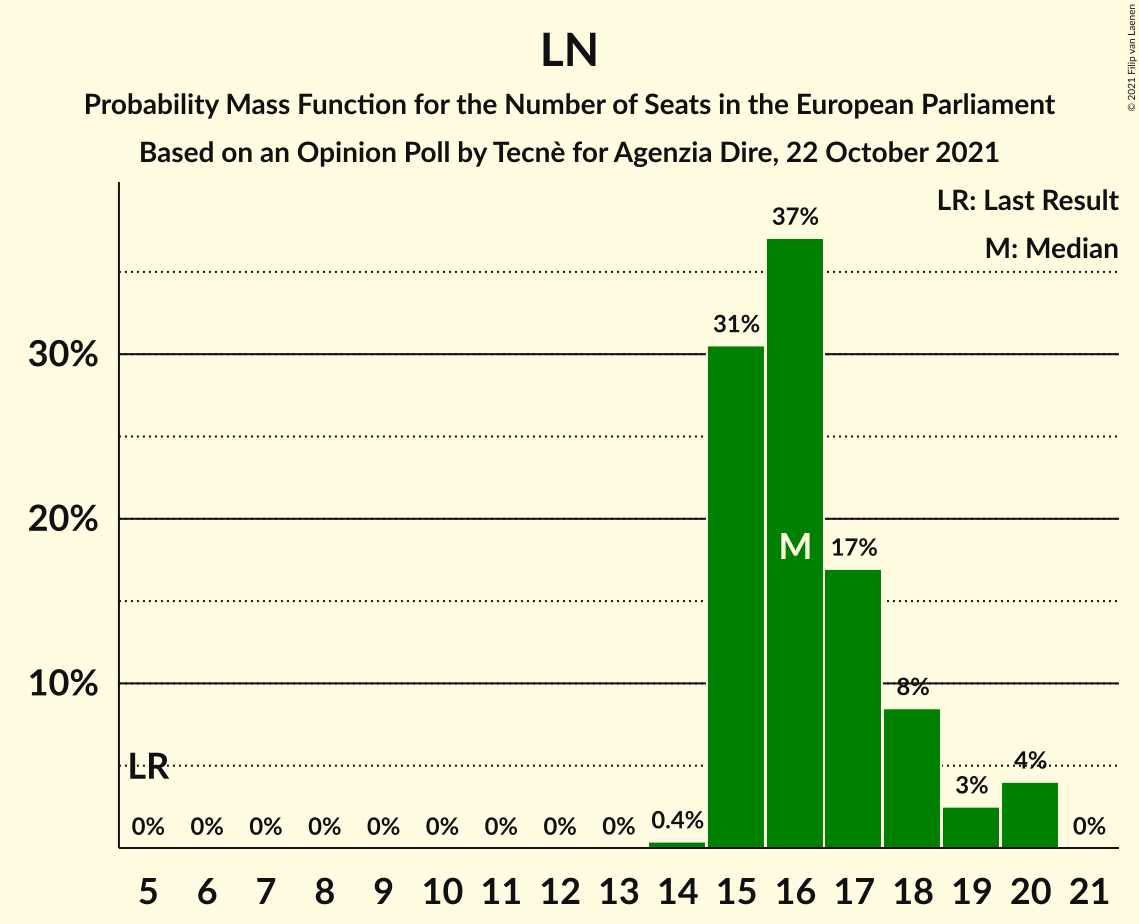 LN
Probability Mass Function for the Number of Seats in the European Parliament
Based on an Opinion Poll by Tecnè for Agenzia Dire, 22 October 2021
© 2021 Filip van Laenen
LR: Last Result
M: Median
37%
31%
30%
20%
M
17%
10%
8%
LR
4%
3%
0% 0% 0% 0% 0% 0% 0% 0% 0% 0.4% 0%
5 6 7 8 9 10 11 12 13 14 15 16 17 18 19 20 21